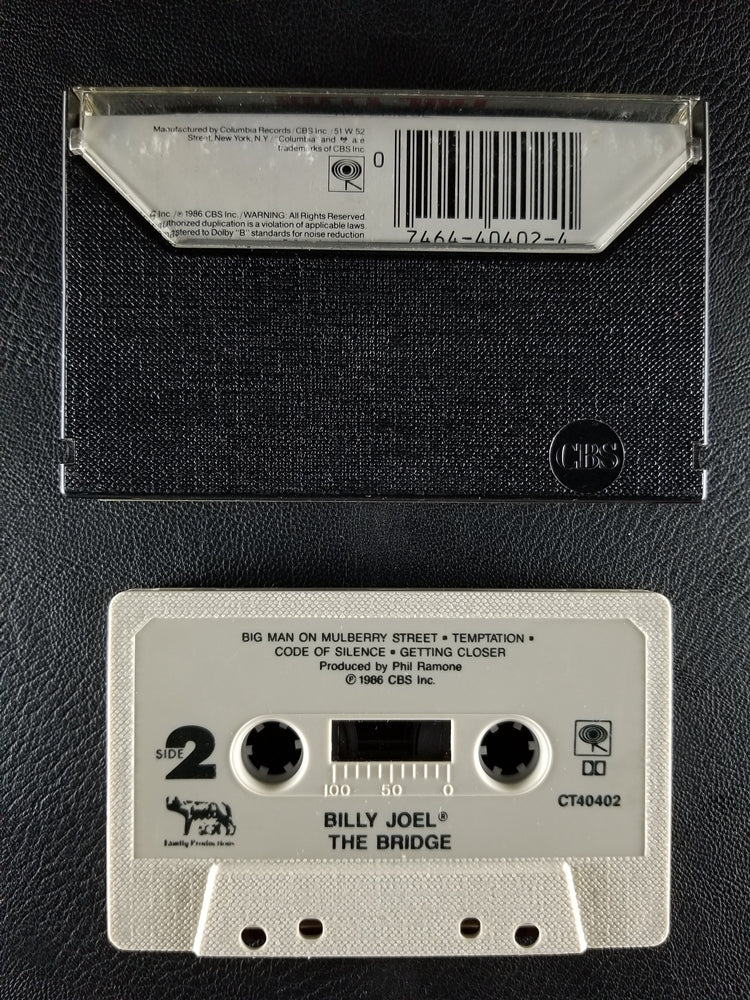 Manufactured by Columbia Records/CBS Inc./51 W 52
Street, New York, N.Y./"Columbia" and
trademarks of CBS Inc
0
Inc./℗ 1986 CBS Inc./WARNING: All Rights Reserved.
duplication is a violation of applicable laws.
to Dolby "B" standards for noise reduction
7464-40402-4
CBS
BIG MAN ON MULBERRY STREET ▪ TEMPTATION ▪
CODE OF SILENCE ▪ GETTING CLOSER
Produced by Phil Ramone
℗ 1986 CBS Inc.
SIDE 2
100 50 0
CT40402
Family Productions
BILLY JOEL®
THE BRIDGE